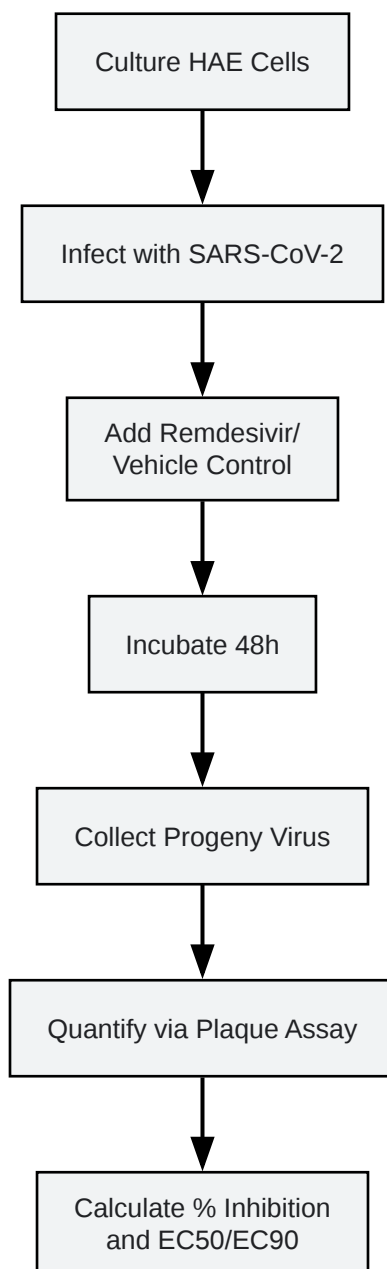 Culture HAE Cells
Infect with SARS-CoV-2
Add Remdesivir/
Vehicle Control
Incubate 48h
Collect Progeny Virus
Quantify via Plaque Assay
Calculate % Inhibition
and EC50/EC90